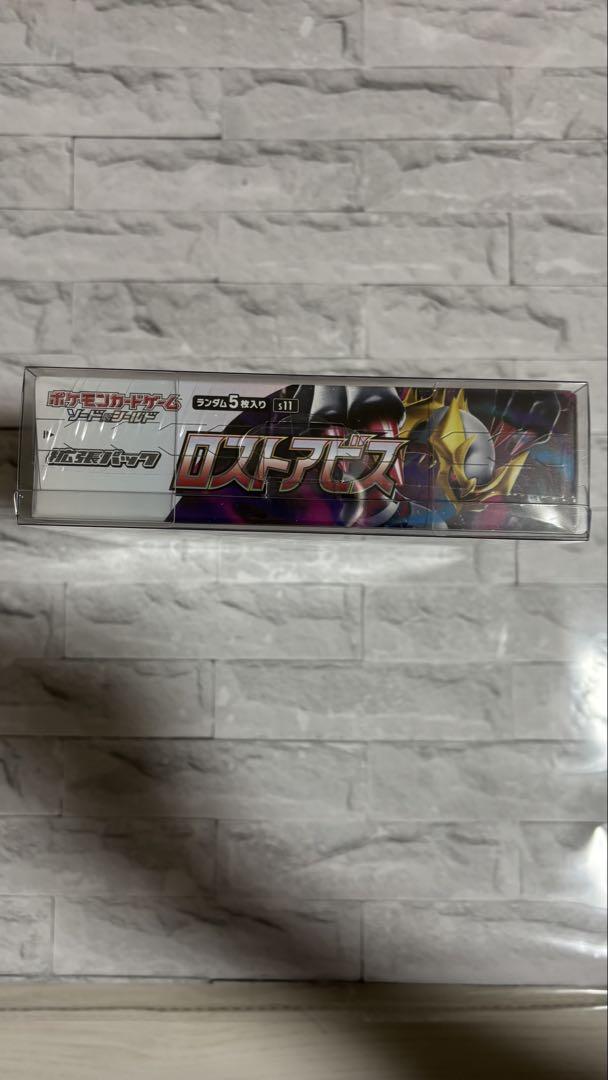 ポケモンカードゲーム
ソード&シールド
拡張パック
ランダム5枚入り s11
ロストアビス